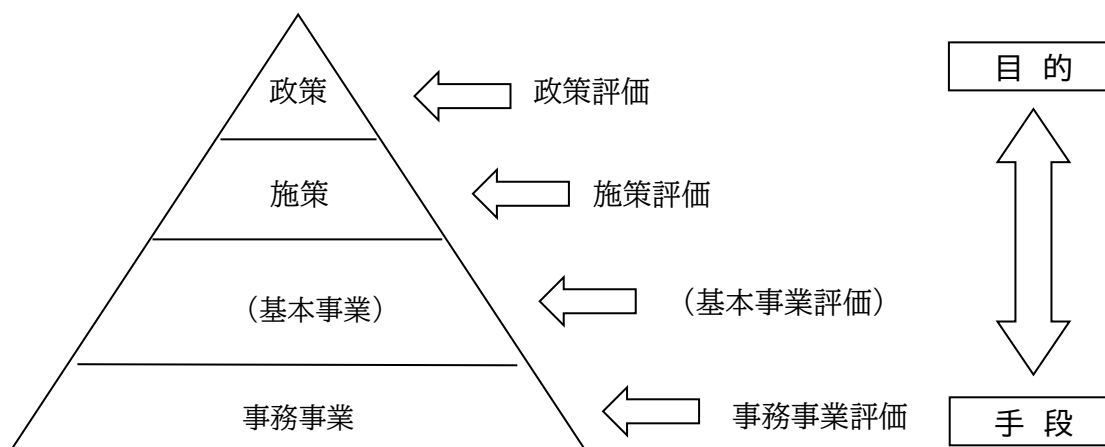 目 的
政策
政策評価
施策
施策評価
（基本事業）
（基本事業評価）
事務事業
事務事業評価
手 段